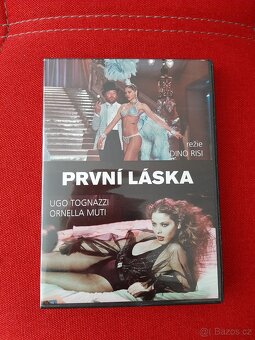 režie
DINO RISI
PRVNÍ LÁSKA
UGO TOGNAZZI
ORNELLA MUTI
Bazos.cz